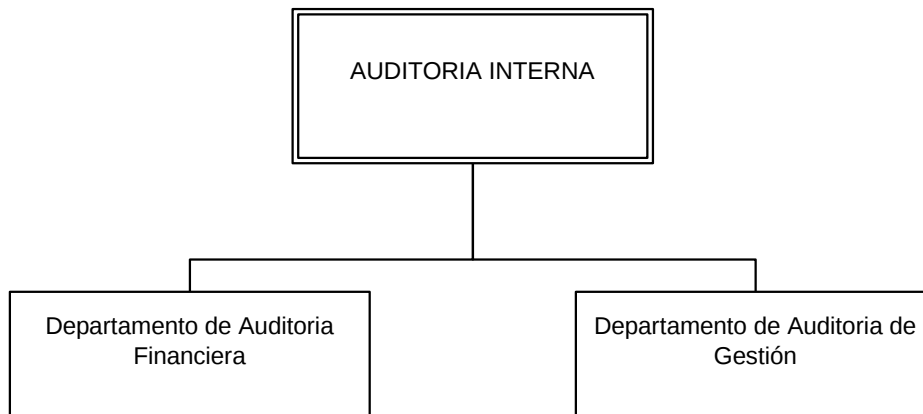 AUDITORIA INTERNA
Departamento de Auditoria
Financiera
Departamento de Auditoria de
Gestión